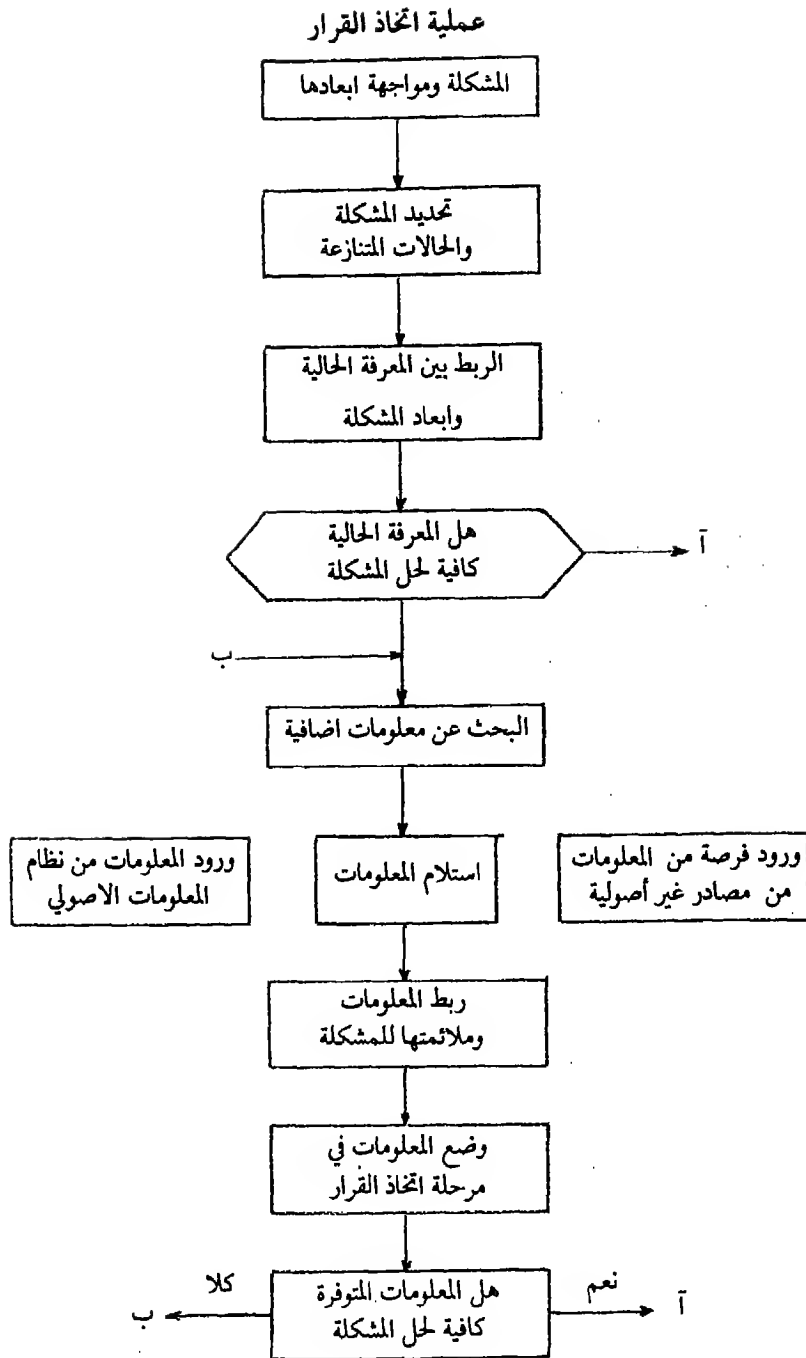 عملية اتخاذ القرار
المشكلة ومواجهة ابعادها
تحديد المشكلة
والحالات المتنازعة
الربط بين المعرفة الحالية
وابعاد المشكلة
هل المعرفة الحالية
كافية لحل المشكلة
آ
ب
البحث عن معلومات اضافية
ورود فرصة من المعلومات
من مصادر غير أصولية
استلام المعلومات
ورود المعلومات من نظام
المعلومات الاصولي
ربط المعلومات
وملائمتها للمشكلة
وضع المعلومات في
مرحلة اتخاذ القرار
آ
نعم
هل المعلومات المتوفرة
كافية لحل المشكلة
كلا
ب